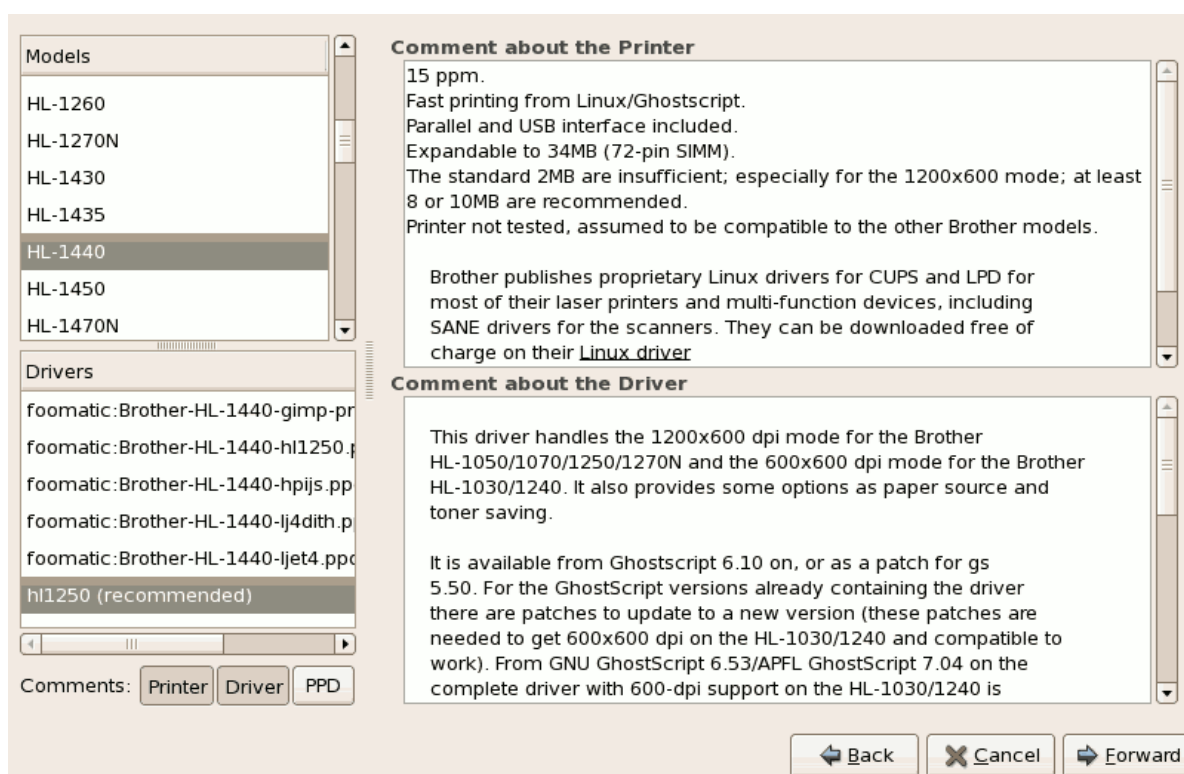 Models
HL-1260
HL-1270N
HL-1430
HL-1435
HL-1440
HL-1450
HL-1470N
Drivers
foomatic:Brother-HL-1440-gimp-pr
foomatic:Brother-HL-1440-hl1250.p
foomatic:Brother-HL-1440-hpijs.pp
foomatic:Brother-HL-1440-lj4dith.p
foomatic:Brother-HL-1440-ljet4.ppd
hl1250 (recommended)
Comments: Printer Driver PPD
Comment about the Printer
15 ppm.
Fast printing from Linux/Ghostscript.
Parallel and USB interface included.
Expandable to 34MB (72-pin SIMM).
The standard 2MB are insufficient; especially for the 1200x600 mode; at least
8 or 10MB are recommended.
Printer not tested, assumed to be compatible to the other Brother models.
Brother publishes proprietary Linux drivers for CUPS and LPD for
most of their laser printers and multi-function devices, including
SANE drivers for the scanners. They can be downloaded free of
charge on their Linux driver
Comment about the Driver
This driver handles the 1200x600 dpi mode for the Brother
HL-1050/1070/1250/1270N and the 600x600 dpi mode for the Brother
HL-1030/1240. It also provides some options as paper source and
toner saving.
It is available from Ghostscript 6.10 on, or as a patch for gs
5.50. For the GhostScript versions already containing the driver
there are patches to update to a new version (these patches are
needed to get 600x600 dpi on the HL-1030/1240 and compatible to
work). From GNU GhostScript 6.53/APFL GhostScript 7.04 on the
complete driver with 600-dpi support on the HL-1030/1240 is
Back Cancel Forward